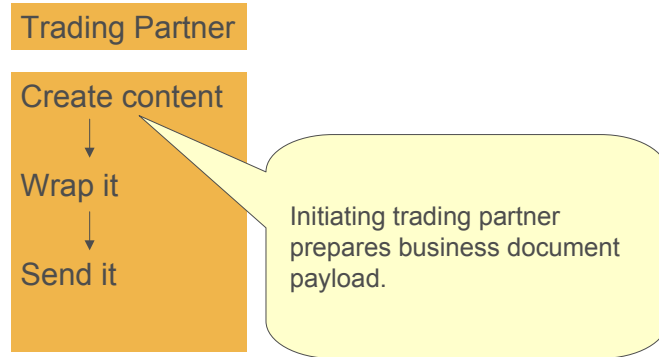 Trading Partner
Create content
Wrap it
Send it
Initiating trading partner
prepares business document
payload.